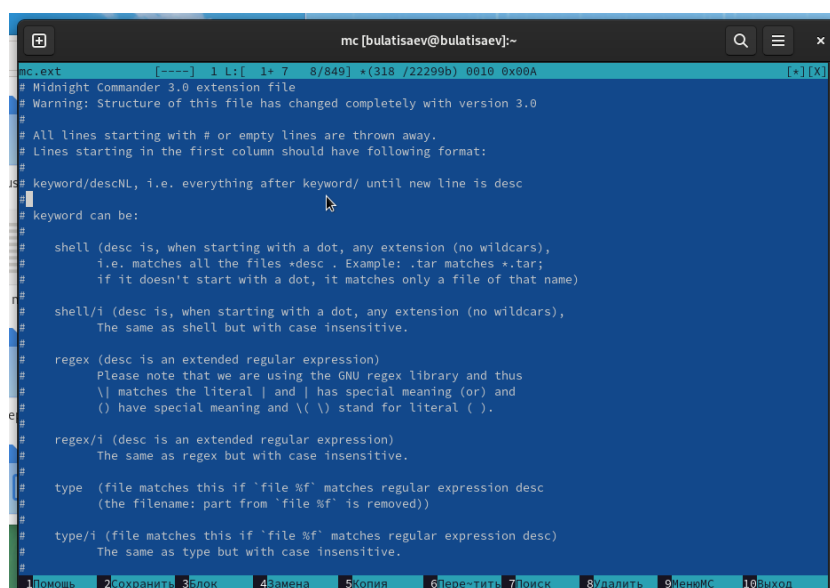 mc [bulatisaev@bulatisaev]:~
mc.ext [----] 1 L:[ 1+ 7 8/849] *(318 /22299b) 0010 0x00A [*][X]
# Midnight Commander 3.0 extension file
# Warning: Structure of this file has changed completely with version 3.0
#
# All lines starting with # or empty lines are thrown away.
# Lines starting in the first column should have following format:
#
# keyword/descNL, i.e. everything after keyword/ until new line is desc
#
# keyword can be:
#
# shell (desc is, when starting with a dot, any extension (no wildcars),
# i.e. matches all the files *desc . Example: .tar matches *.tar;
# if it doesn't start with a dot, it matches only a file of that name)
#
# shell/i (desc is, when starting with a dot, any extension (no wildcars),
# The same as shell but with case insensitive.
#
# regex (desc is an extended regular expression)
# Please note that we are using the GNU regex library and thus
# \| matches the literal | and | has special meaning (or) and
# () have special meaning and \( \) stand for literal ( ).
#
# regex/i (desc is an extended regular expression)
# The same as regex but with case insensitive.
#
# type (file matches this if `file %f` matches regular expression desc
# (the filename: part from `file %f` is removed))
#
# type/i (file matches this if `file %f` matches regular expression desc)
# The same as type but with case insensitive.
#
1Помощь 2Сохранить 3Блок 4Замена 5Копия 6Пере~тить 7Поиск 8Удалить 9МенюMC 10Выход